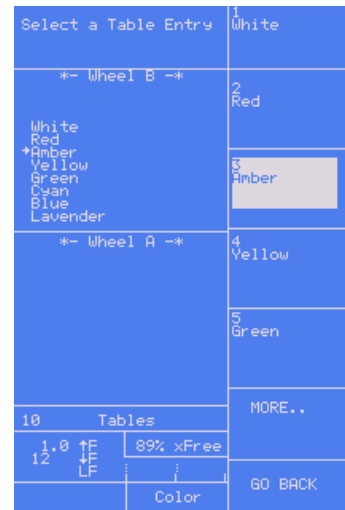 Select a Table Entry
*- Wheel B -*
White
Red
→Amber
Yellow
Green
Cyan
Blue
Lavender
*- Wheel A -*
10 Tables
1.0 ↑F
12 ↓F
LF
89% xFree
Color
1
White
2
Red
3
Amber
4
Yellow
5
Green
MORE..
GO BACK